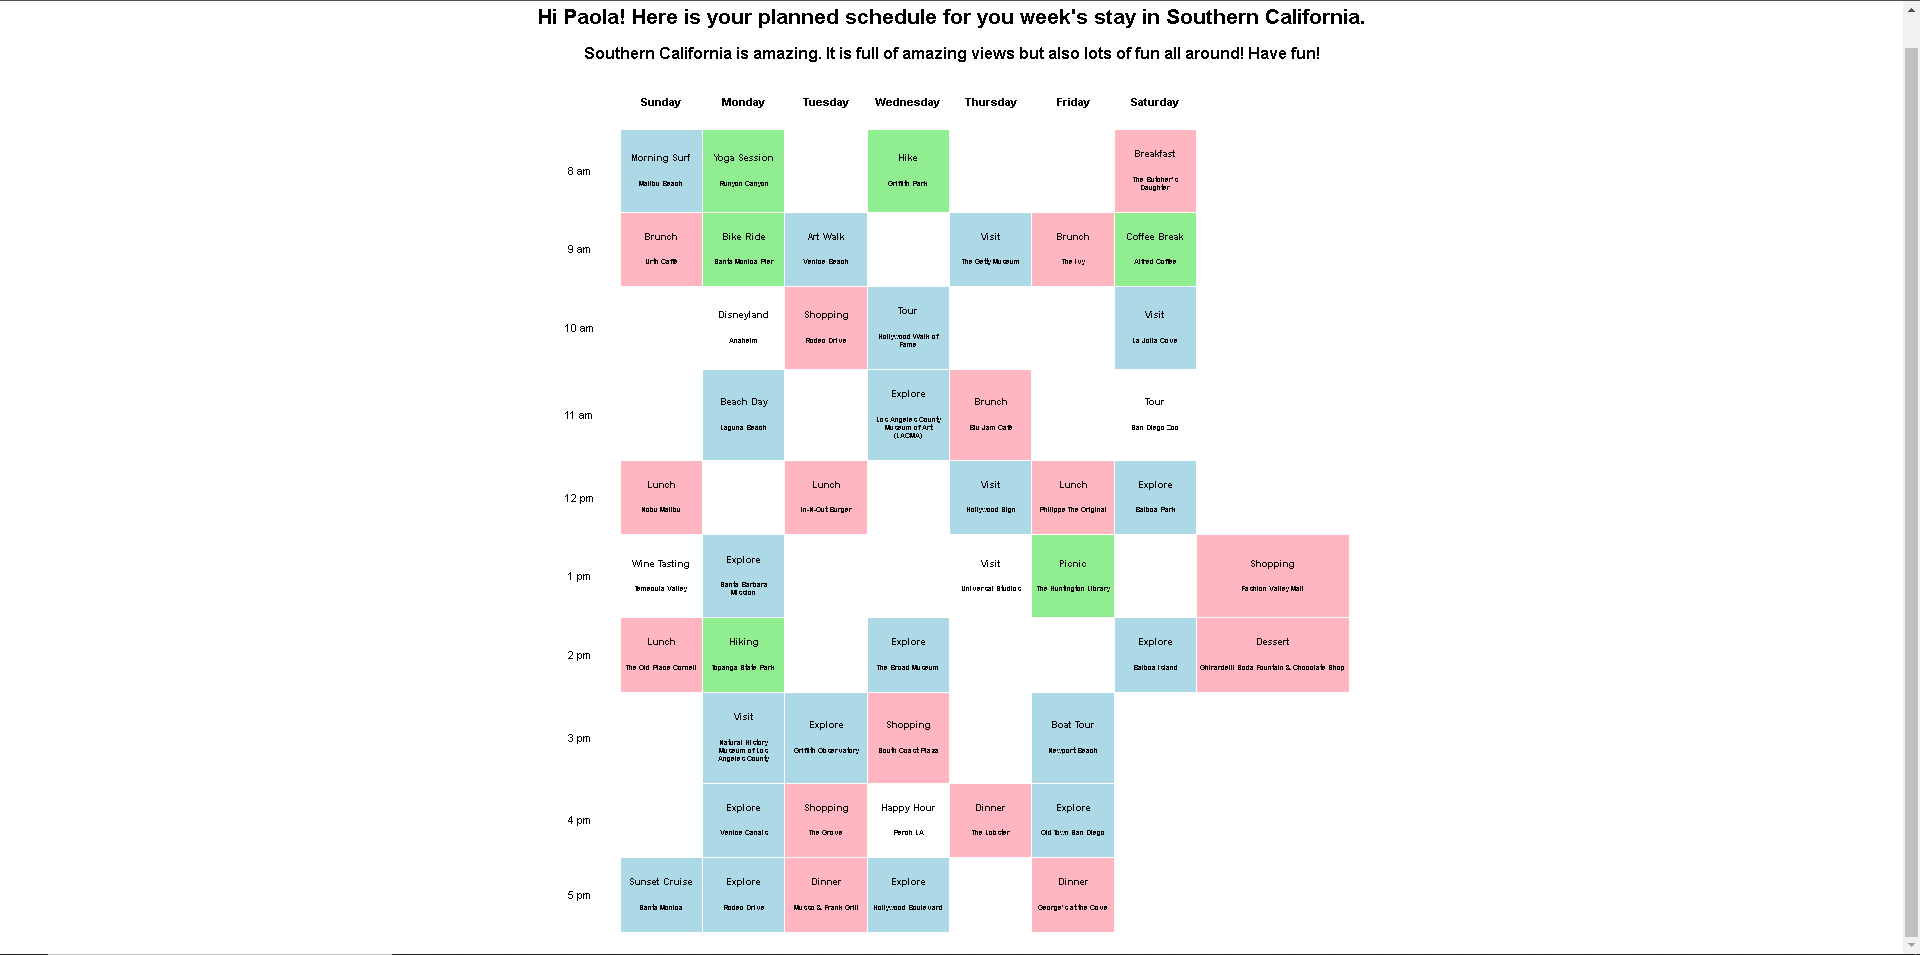 Hi Paola! Here is your planned schedule for you week's stay in Southern California.
Southern California is amazing. It is full of amazing views but also lots of fun all around! Have fun!
Sunday Monday Tuesday Wednesday Thursday Friday Saturday
8 am
Morning Surf
Malibu Beach
Yoga Session
Runyon Canyon
Hike
Griffith Park
Breakfast
The Butcher's
Daughter
9 am
Brunch
Urth Caffé
Bike Ride
Santa Monica Pier
Art Walk
Venice Beach
Visit
The Getty Museum
Brunch
The Ivy
Coffee Break
Alfred Coffee
10 am
Disneyland
Anaheim
Shopping
Rodeo Drive
Tour
Hollywood Walk of
Fame
Visit
La Jolla Cove
11 am
Beach Day
Laguna Beach
Explore
Los Angeles County
Museum of Art
(LACMA)
Brunch
Blu Jam Café
Tour
San Diego Zoo
12 pm
Lunch
Nobu Malibu
Lunch
In-N-Out Burger
Visit
Hollywood Sign
Lunch
Philippe The Original
Explore
Balboa Park
1 pm
Wine Tasting
Temecula Valley
Explore
Santa Barbara
Mission
Visit
Universal Studios
Picnic
The Huntington Library
Shopping
Fashion Valley Mall
2 pm
Lunch
The Old Place Cornell
Hiking
Topanga State Park
Explore
The Broad Museum
Explore
Balboa Island
Dessert
Ghirardelli Soda Fountain & Chocolate Shop
3 pm
Visit
Natural History
Museum of Los
Angeles County
Explore
Griffith Observatory
Shopping
South Coast Plaza
Boat Tour
Newport Beach
4 pm
Explore
Venice Canals
Shopping
The Grove
Happy Hour
Perch LA
Dinner
The Lobster
Explore
Old Town San Diego
5 pm
Sunset Cruise
Santa Monica
Explore
Rodeo Drive
Dinner
Musso & Frank Grill
Explore
Hollywood Boulevard
Dinner
George's at the Cove